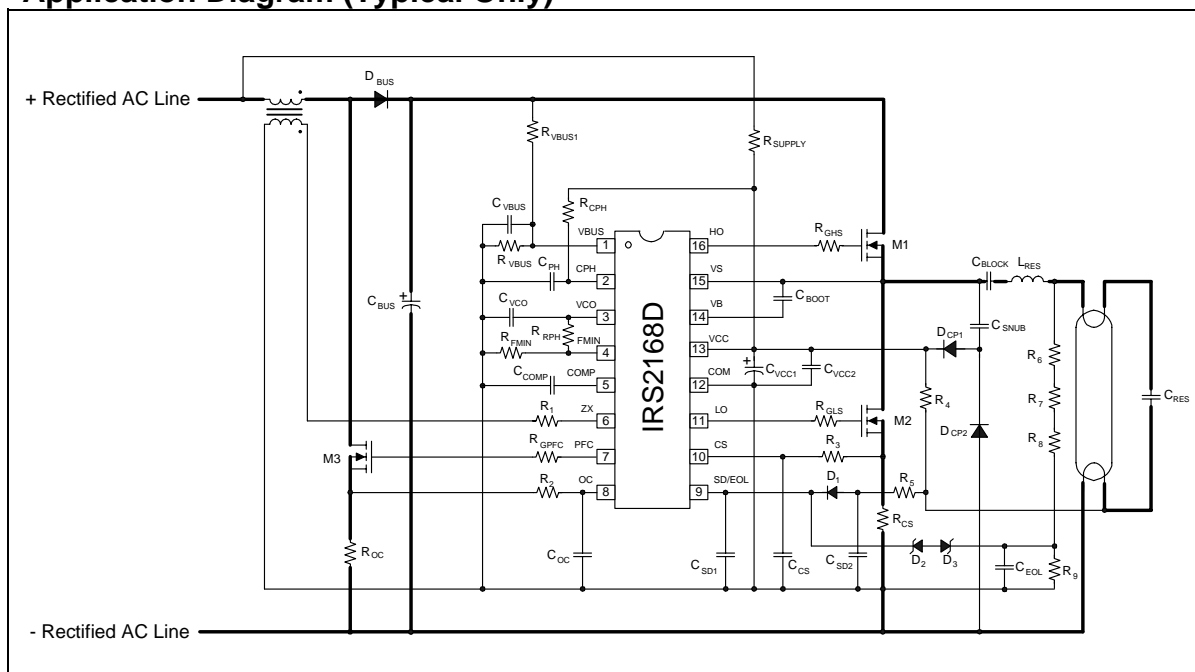 Application Diagram (Typical Only)
D BUS
+ Rectified AC Line
R VBUS1
R SUPPLY
C VBUS
R CPH
VBUS
HO
R GHS
1
16
M1
R VBUS
C PH
CPH
VS
C BLOCK
L RES
2
15
C BUS
+
C VCO
VCO
VB
C BOOT
C SNUB
3
14
R RPH
D CP1
R FMIN
FMIN
VCC
4
13
R 6
C COMP
COMP
COM
+
C VCC1
C VCC2
5
12
R 4
R 7
C RES
R 1
ZX
LO
R GLS
6
11
M2
D CP2
R 8
M3
R GPFC
PFC
CS
R 3
7
10
R 2
OC
SD/EOL
D 1
R 5
8
9
IRS2168D
R CS
R OC
C OC
C SD1
C CS
C SD2
D 2
D 3
C EOL
R 9
- Rectified AC Line